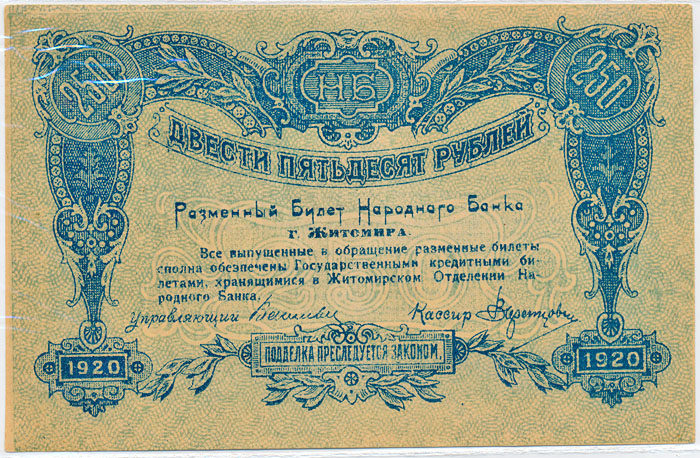 250 НБ 250
ДВЕСТИ ПЯТЬДЕСЯТ РУБЛЕЙ
Разменный Билет Народного Банка
г. Житомира.
Все выпущенные в обращение разменные билеты
сполна обезпечены Государственными кредитными би-
летами, хранящимися в Житомирском Отделении На-
родного Банка.
Управляющий Кассир
1920 ПОДДЕЛКА ПРЕСЛЕДУЕТСЯ ЗАКОНОМ. 1920